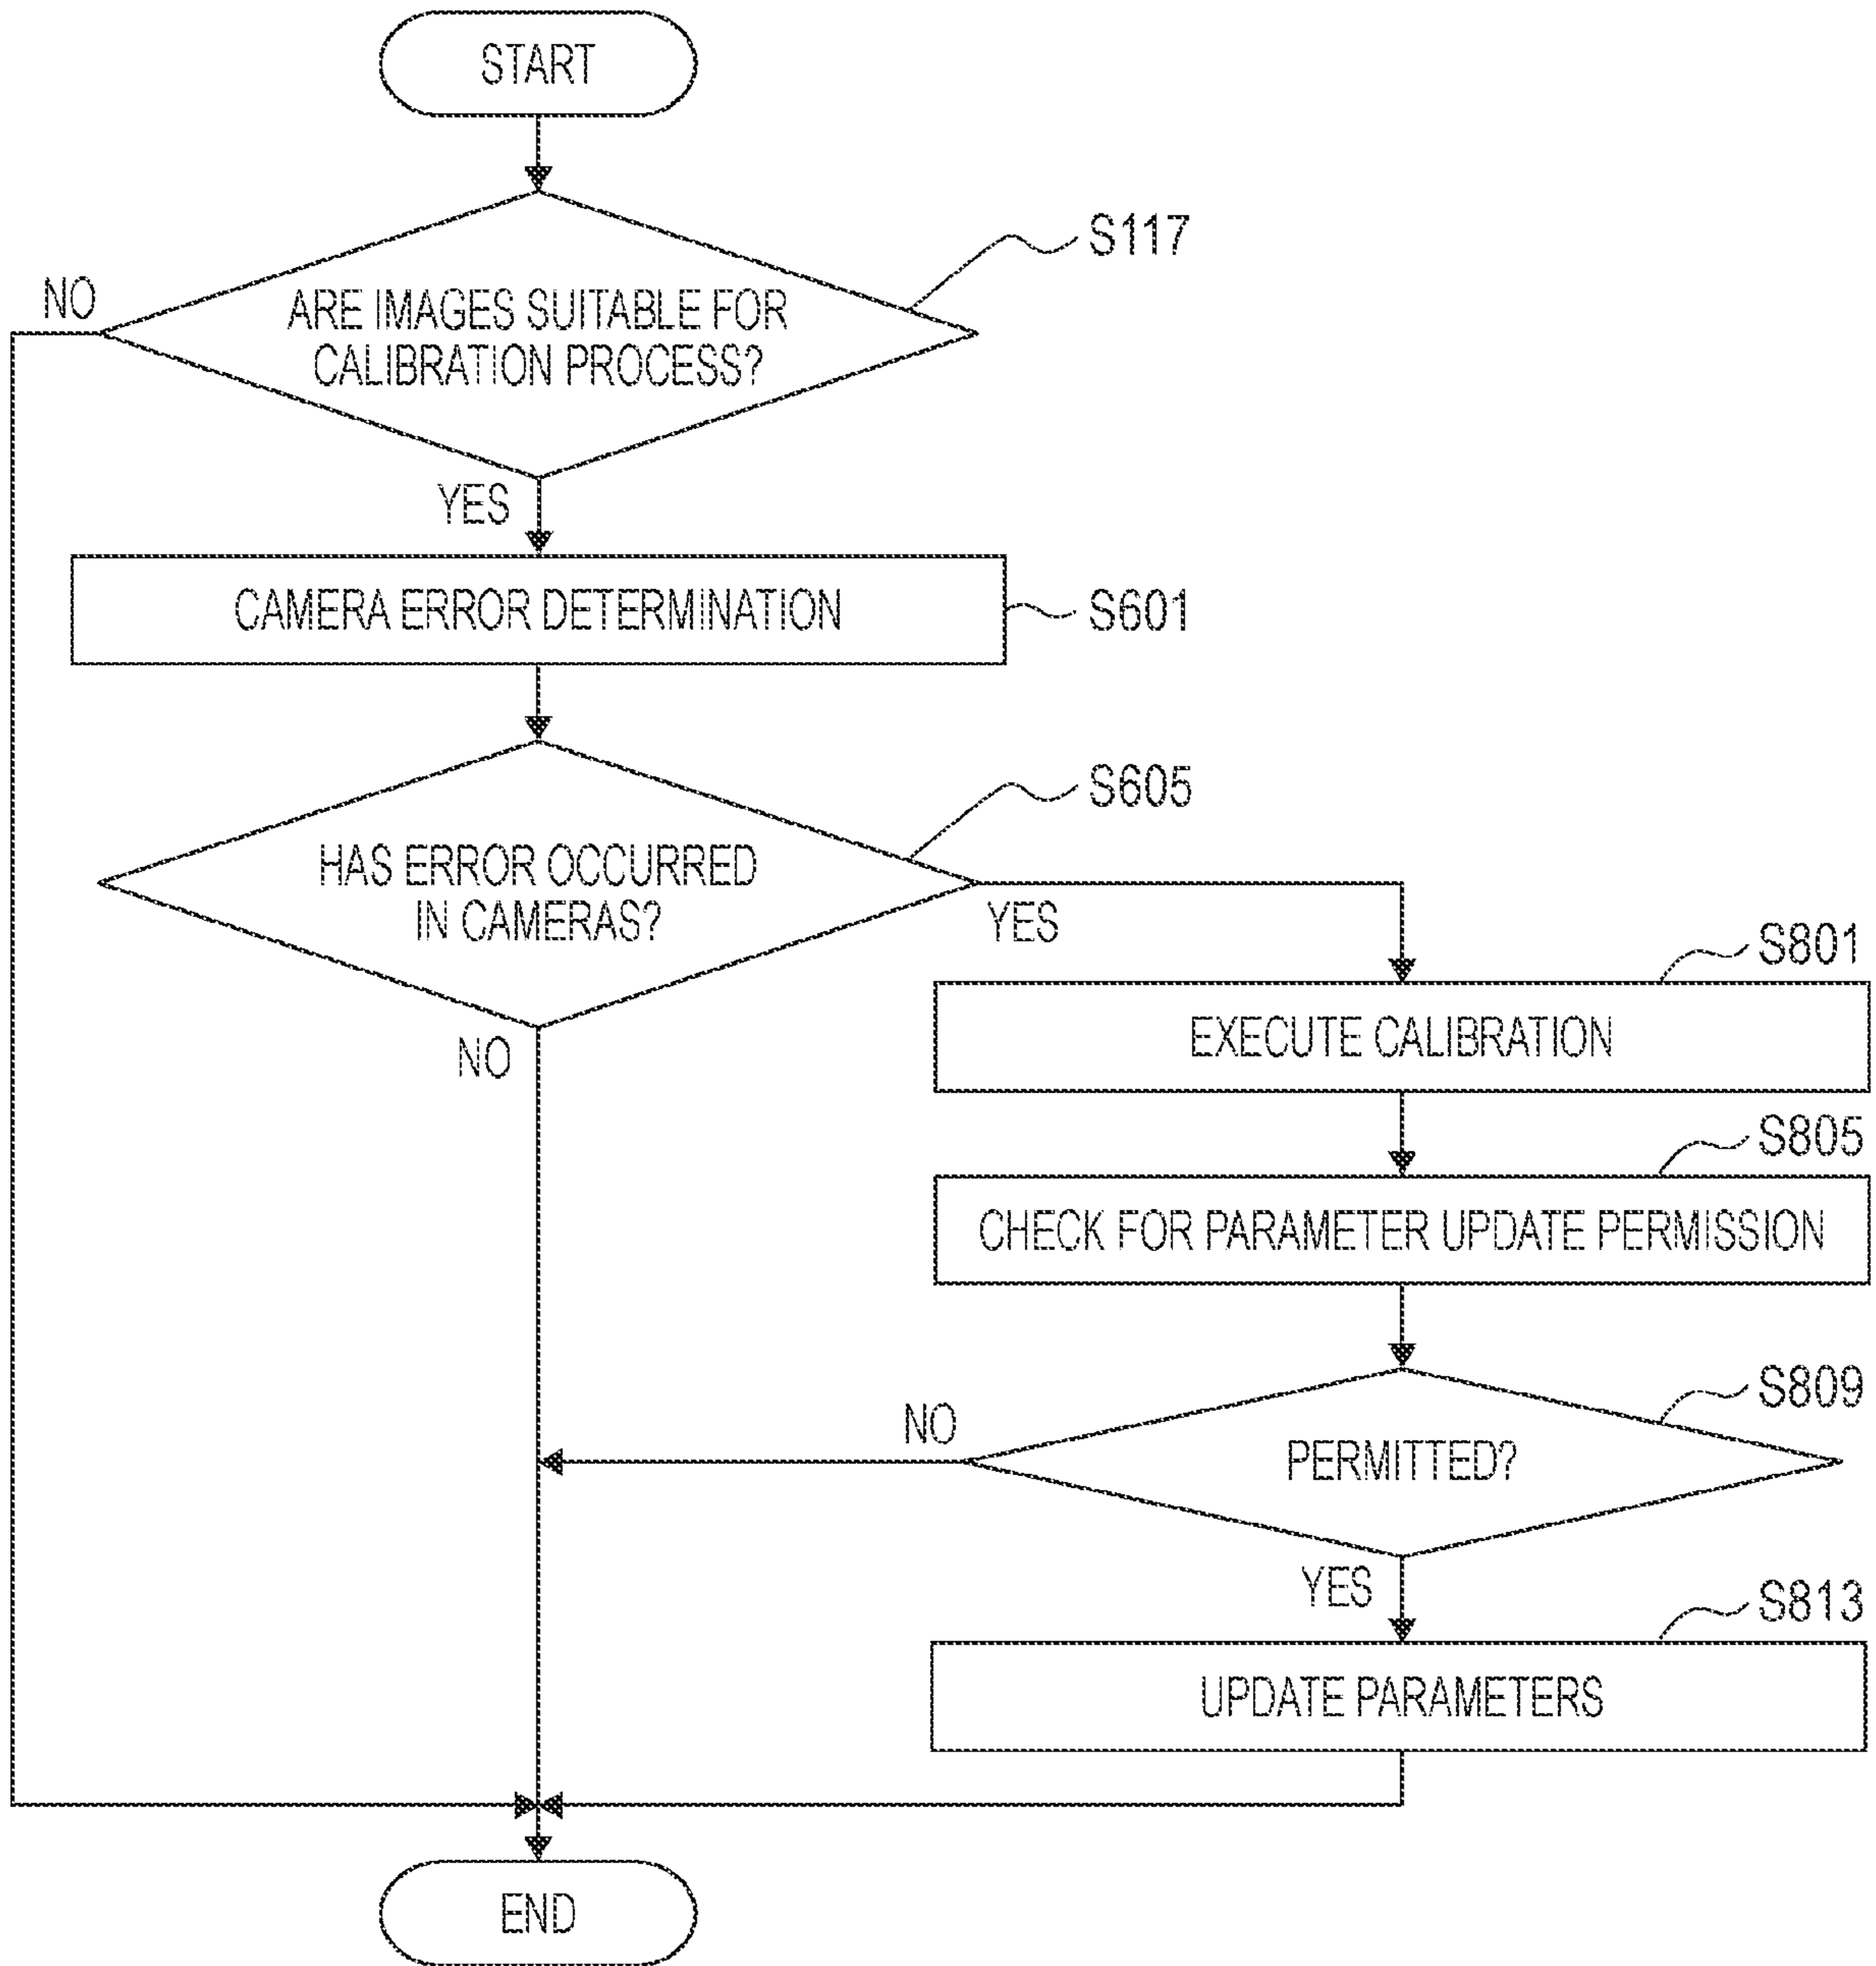 START
S117
NO
ARE IMAGES SUITABLE FOR
CALIBRATION PROCESS?
YES
CAMERA ERROR DETERMINATION
S601
S605
HAS ERROR OCCURRED
IN CAMERAS?
YES
NO
S801
EXECUTE CALIBRATION
S805
CHECK FOR PARAMETER UPDATE PERMISSION
S809
NO
PERMITTED?
YES
S813
UPDATE PARAMETERS
END